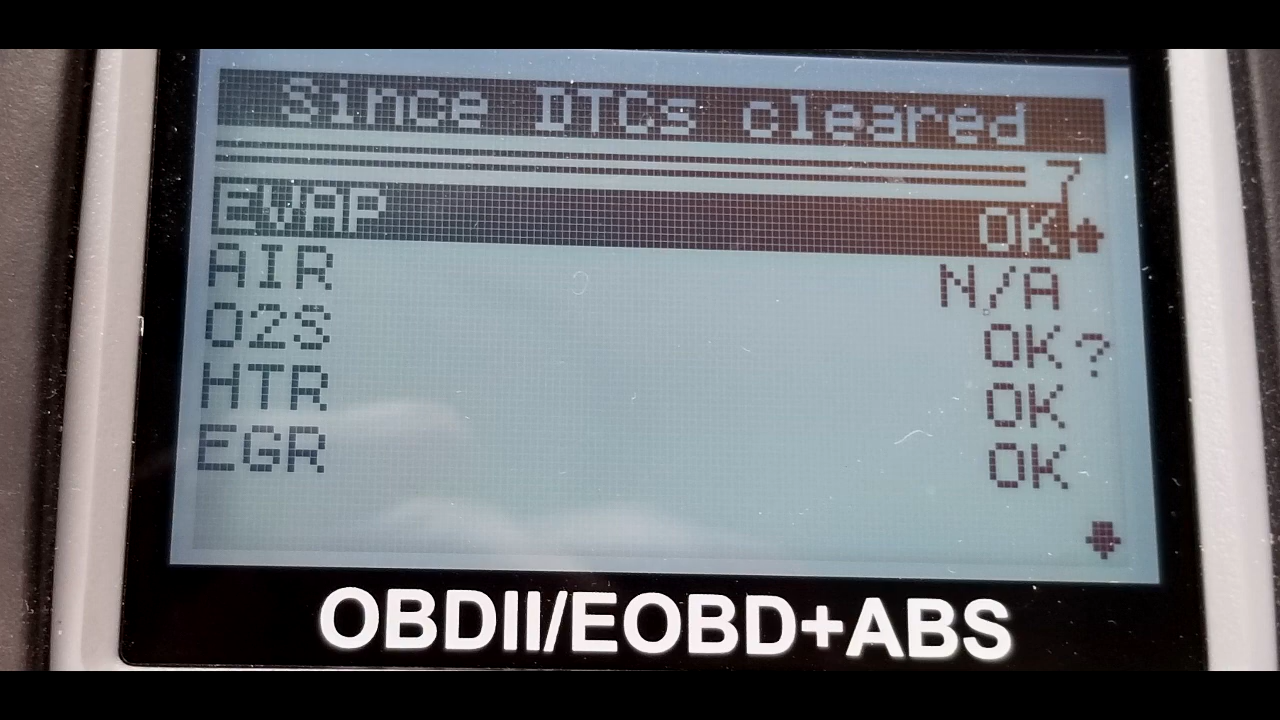 Since DTCs cleared
EVAP OK
AIR N/A
O2S OK ?
HTR OK
EGR OK
OBDII/EOBD+ABS